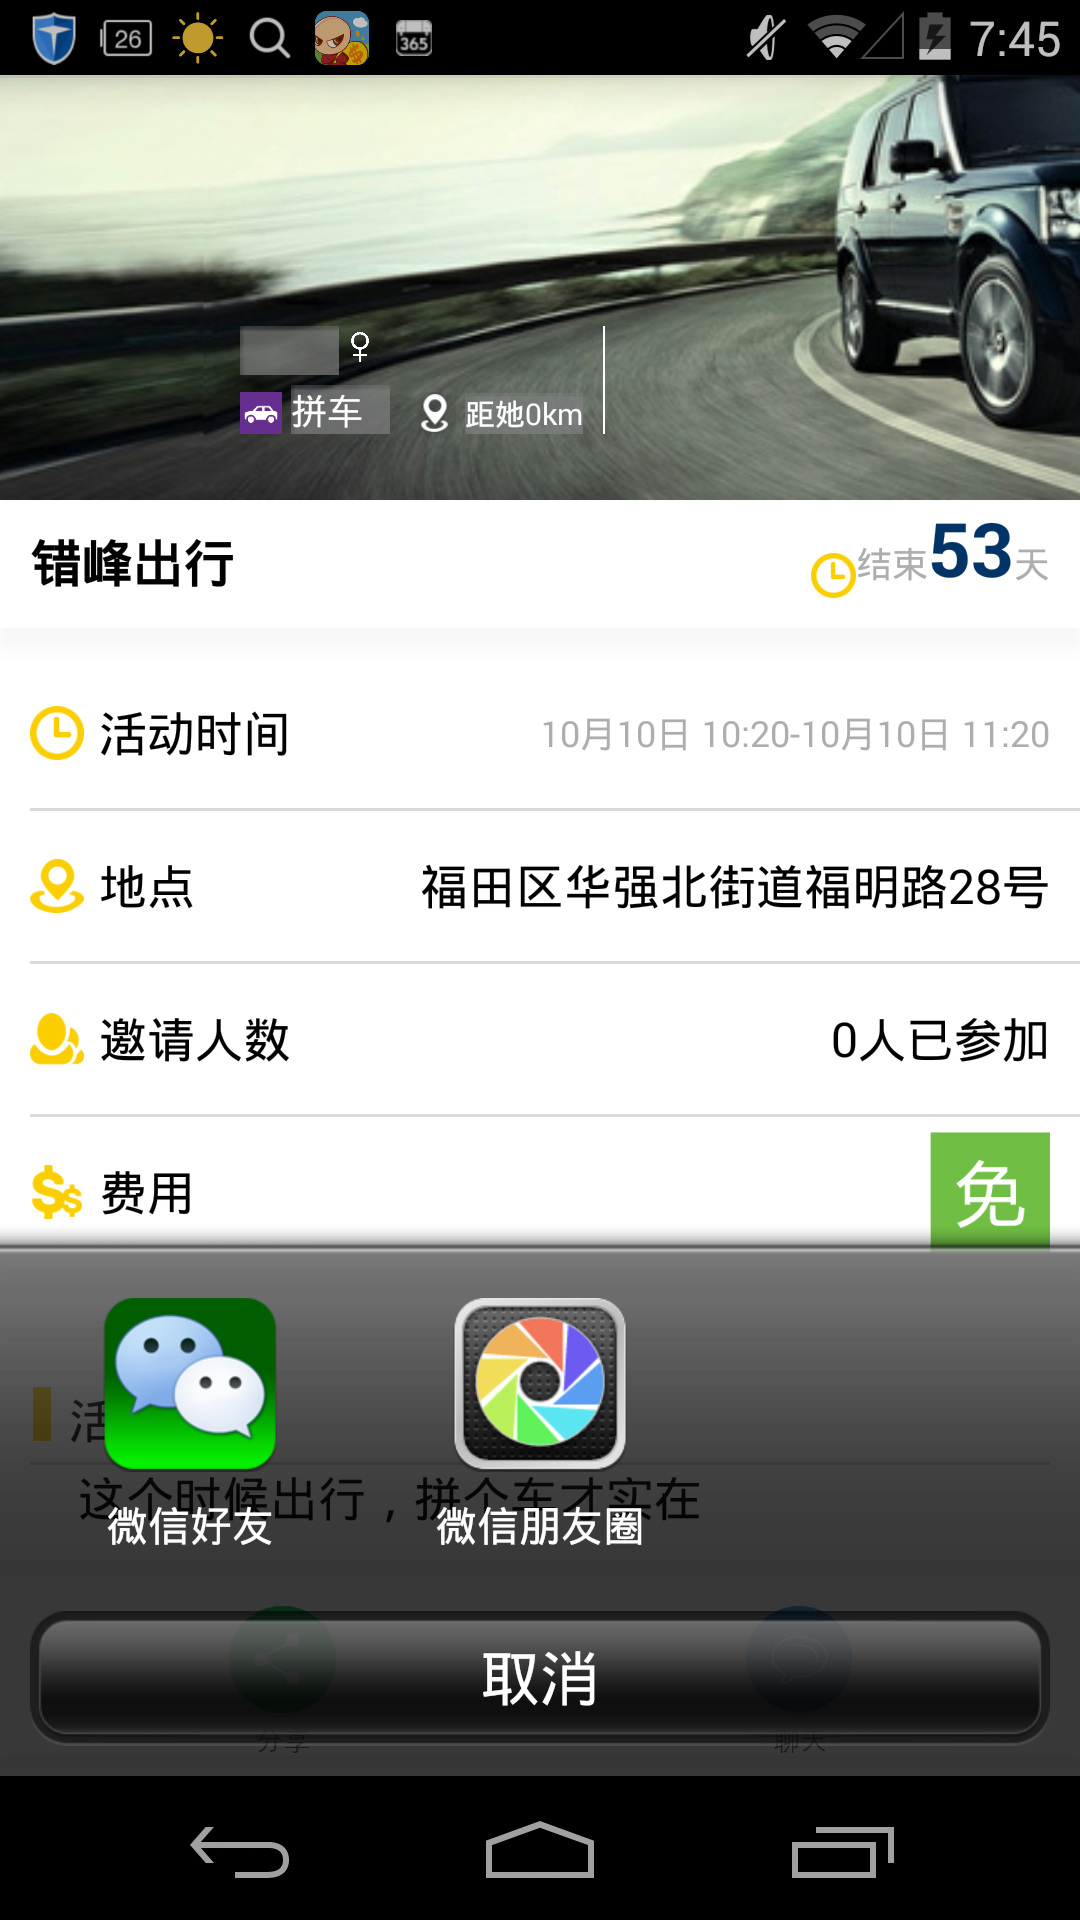 26
365
7:45
拼车
距她0km
错峰出行
结束53天
活动时间
10月10日 10:20-10月10日 11:20
地点
福田区华强北街道福明路28号
邀请人数
0人已参加
费用
免
活
这个时候出行，拼个车才实在
微信好友
微信朋友圈
取消
分享
聊天